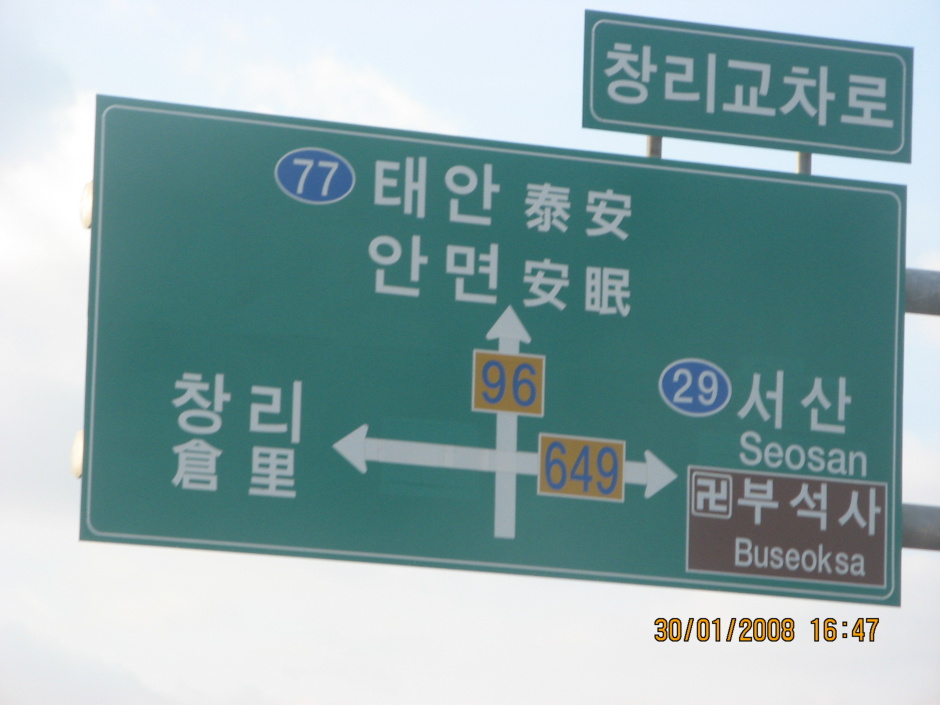 창리교차로
77 태안 泰安
안면 安眠
96
창리
倉里
649
29 서산
Seosan
卍 부석사
Buseoksa
30/01/2008 16:47